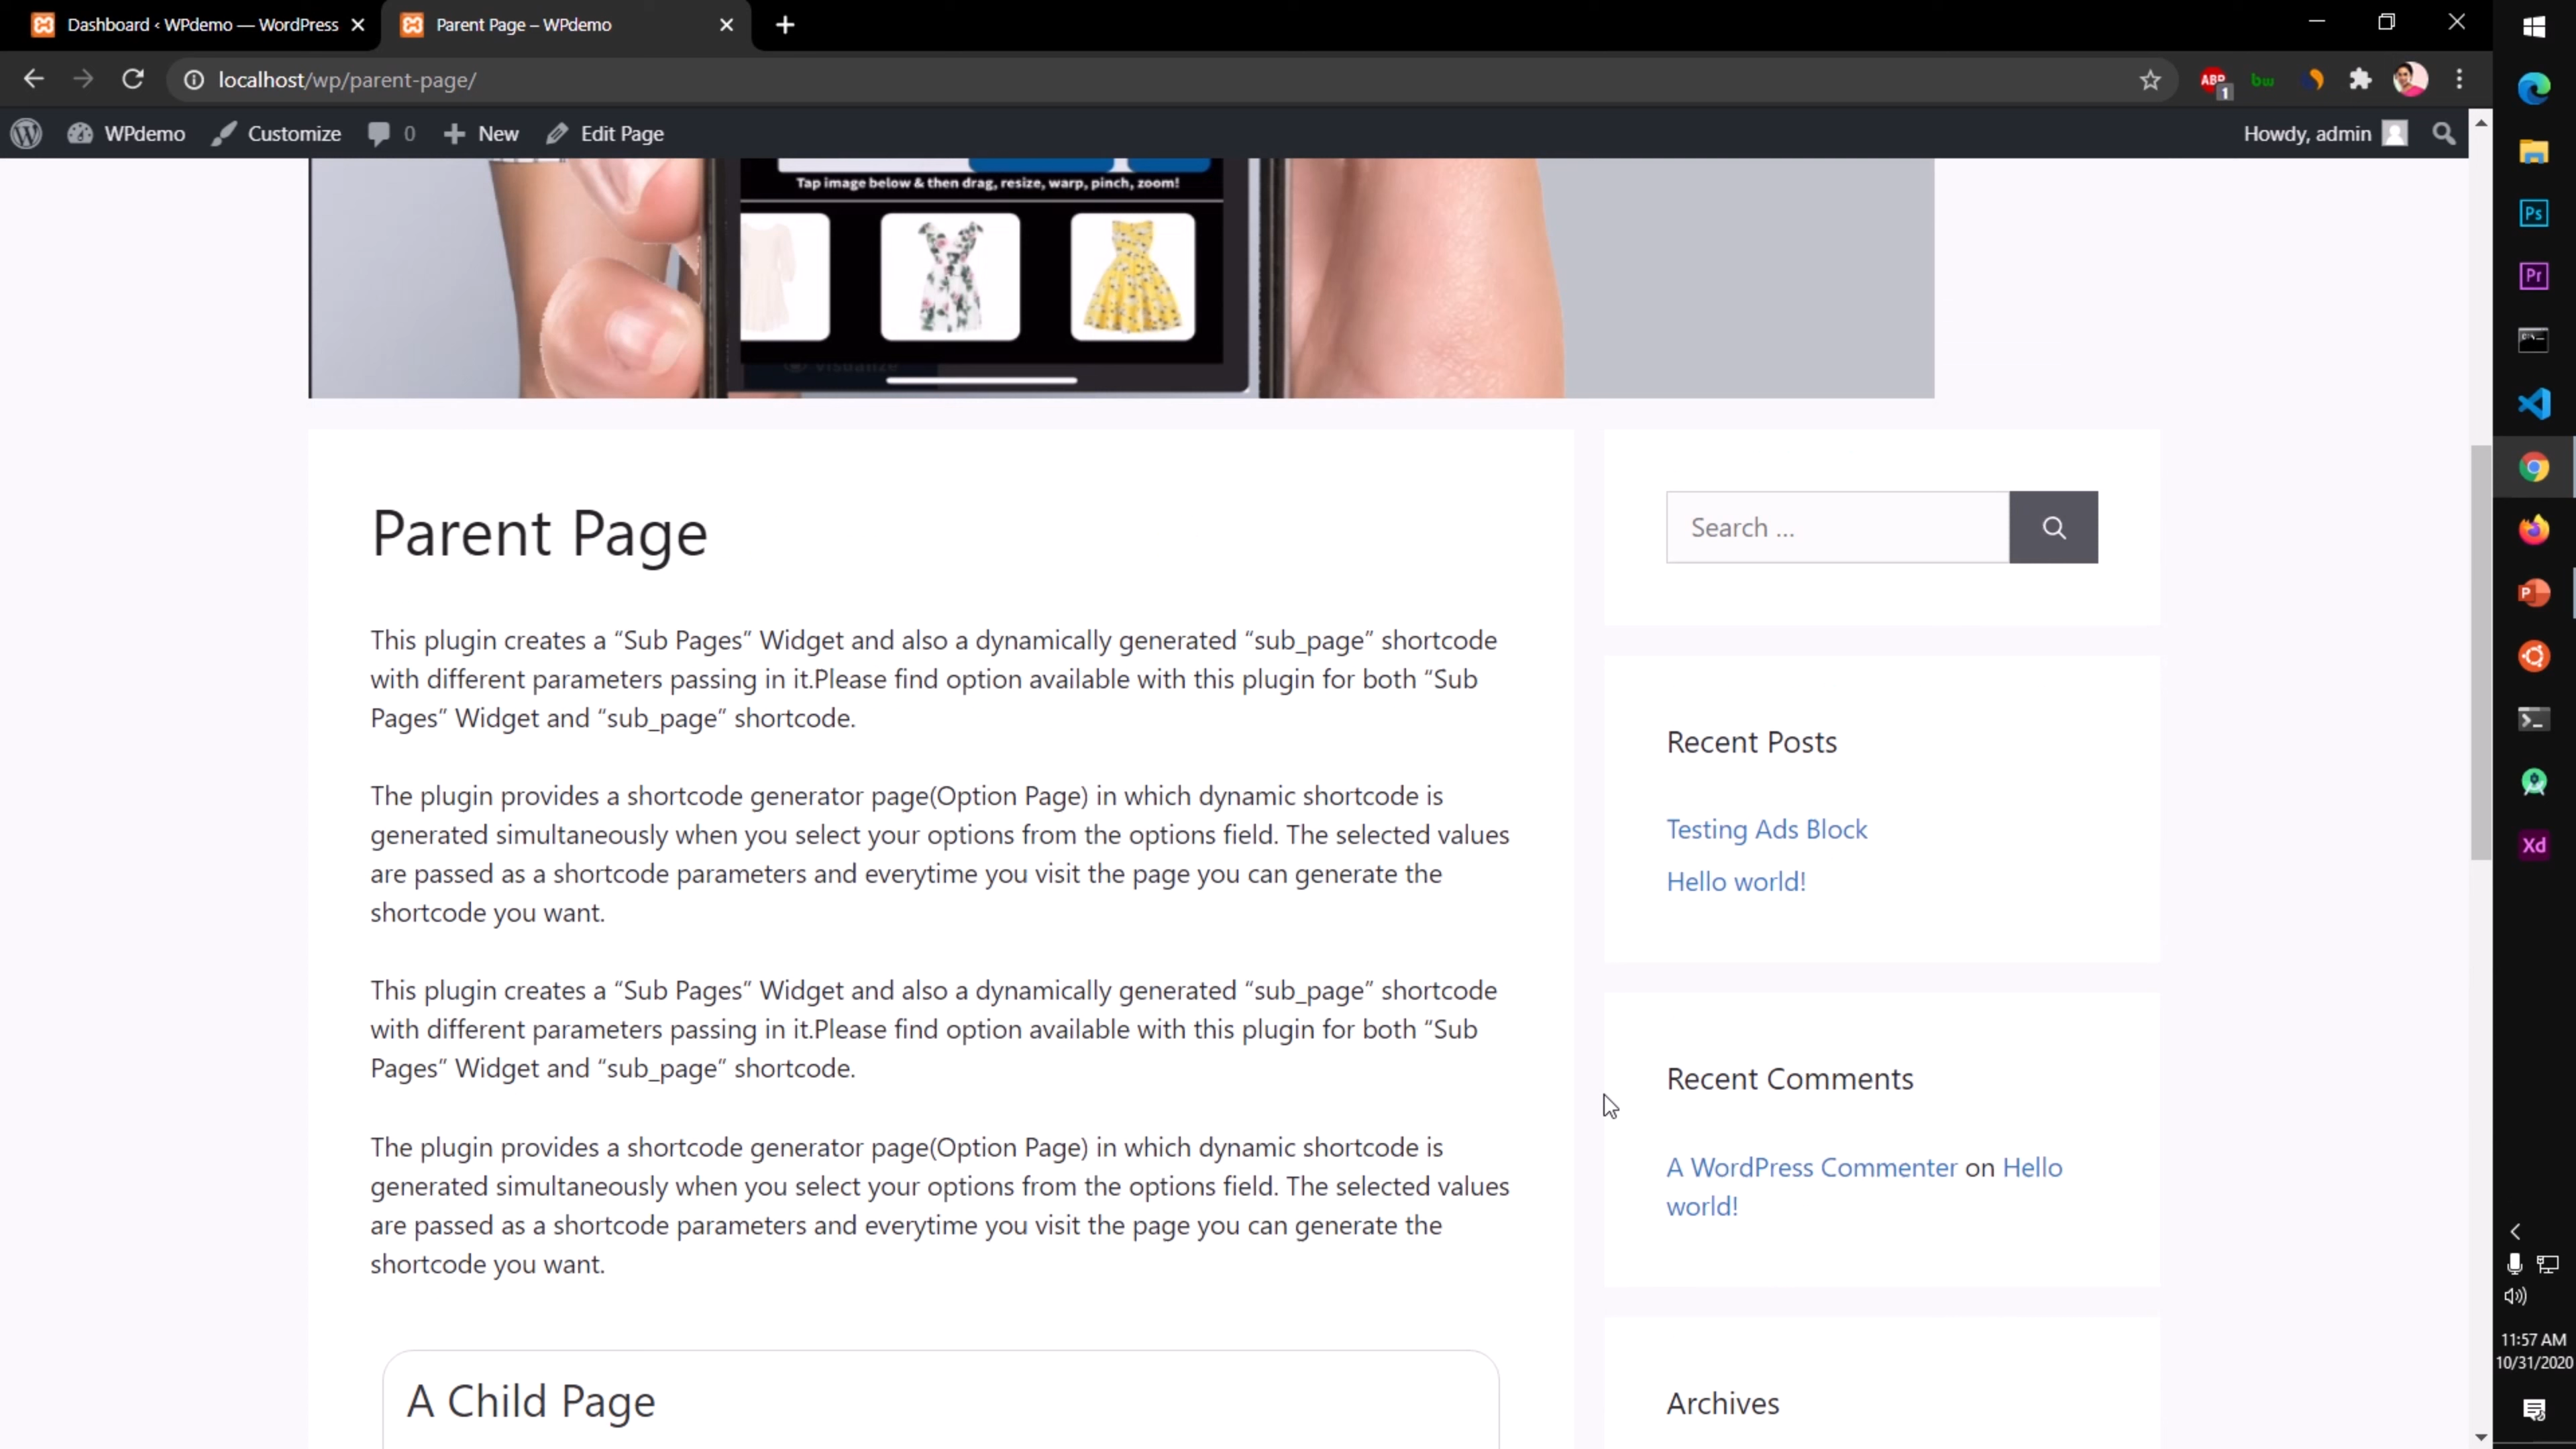 Dashboard ‹ WPdemo — WordPress
Parent Page – WPdemo
localhost/wp/parent-page/
ABP
1
bw
WPdemo
Customize
0
New
Edit Page
Howdy, admin
Tap image below & then drag, resize, warp, pinch, zoom!
Visualize
Parent Page
This plugin creates a “Sub Pages” Widget and also a dynamically generated “sub_page” shortcode
with different parameters passing in it.Please find option available with this plugin for both “Sub
Pages” Widget and “sub_page” shortcode.
The plugin provides a shortcode generator page(Option Page) in which dynamic shortcode is
generated simultaneously when you select your options from the options field. The selected values
are passed as a shortcode parameters and everytime you visit the page you can generate the
shortcode you want.
This plugin creates a “Sub Pages” Widget and also a dynamically generated “sub_page” shortcode
with different parameters passing in it.Please find option available with this plugin for both “Sub
Pages” Widget and “sub_page” shortcode.
The plugin provides a shortcode generator page(Option Page) in which dynamic shortcode is
generated simultaneously when you select your options from the options field. The selected values
are passed as a shortcode parameters and everytime you visit the page you can generate the
shortcode you want.
A Child Page
Search ...
Recent Posts
Testing Ads Block
Hello world!
Recent Comments
A WordPress Commenter on Hello
world!
Archives
Ps
Pr
P
Xd
11:57 AM
10/31/2020